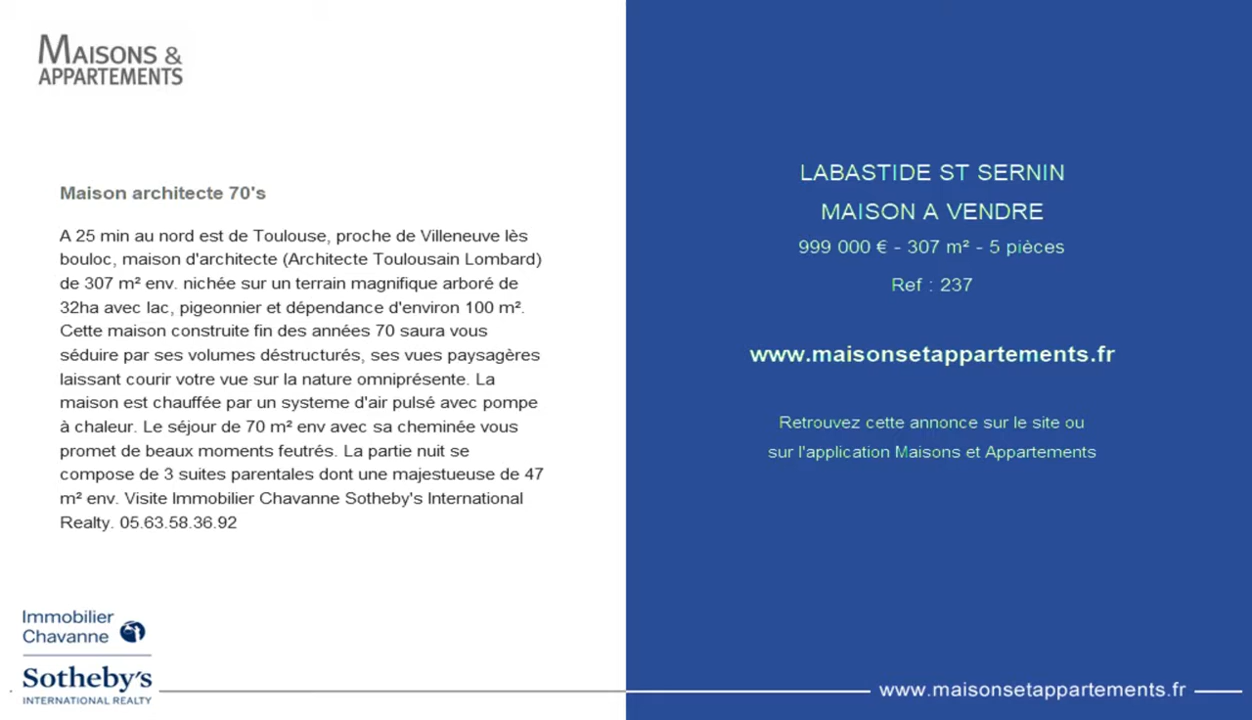 MAISONS &
APPARTEMENTS
Maison architecte 70's
A 25 min au nord est de Toulouse, proche de Villeneuve lès
bouloc, maison d'architecte (Architecte Toulousain Lombard)
de 307 m² env. nichée sur un terrain magnifique arboré de
32ha avec lac, pigeonnier et dépendance d'environ 100 m².
Cette maison construite fin des années 70 saura vous
séduire par ses volumes déstructurés, ses vues paysagères
laissant courir votre vue sur la nature omniprésente. La
maison est chauffée par un systeme d'air pulsé avec pompe
à chaleur. Le séjour de 70 m² env avec sa cheminée vous
promet de beaux moments feutrés. La partie nuit se
compose de 3 suites parentales dont une majestueuse de 47
m² env. Visite Immobilier Chavanne Sotheby's International
Realty. 05.63.58.36.92
Immobilier
Chavanne
Sotheby's
INTERNATIONAL REALTY
LABASTIDE ST SERNIN
MAISON A VENDRE
999 000 € - 307 m² - 5 pièces
Ref : 237
www.maisonsetappartements.fr
Retrouvez cette annonce sur le site ou
sur l'application Maisons et Appartements
www.maisonsetappartements.fr